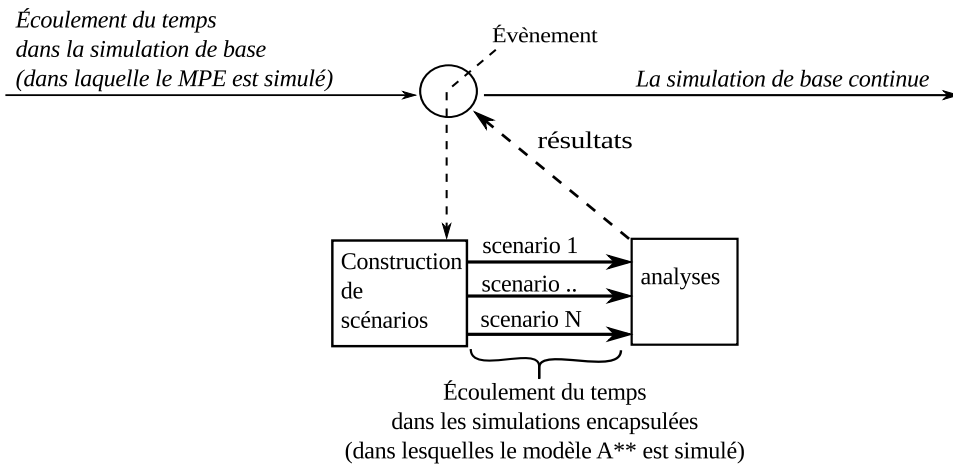 Écoulement du temps
dans la simulation de base
(dans laquelle le MPE est simulé)
Évènement
La simulation de base continue
résultats
Construction
de
scénarios
scenario 1
scenario ..
scenario N
analyses
Écoulement du temps
dans les simulations encapsulées
(dans lesquelles le modèle A** est simulé)